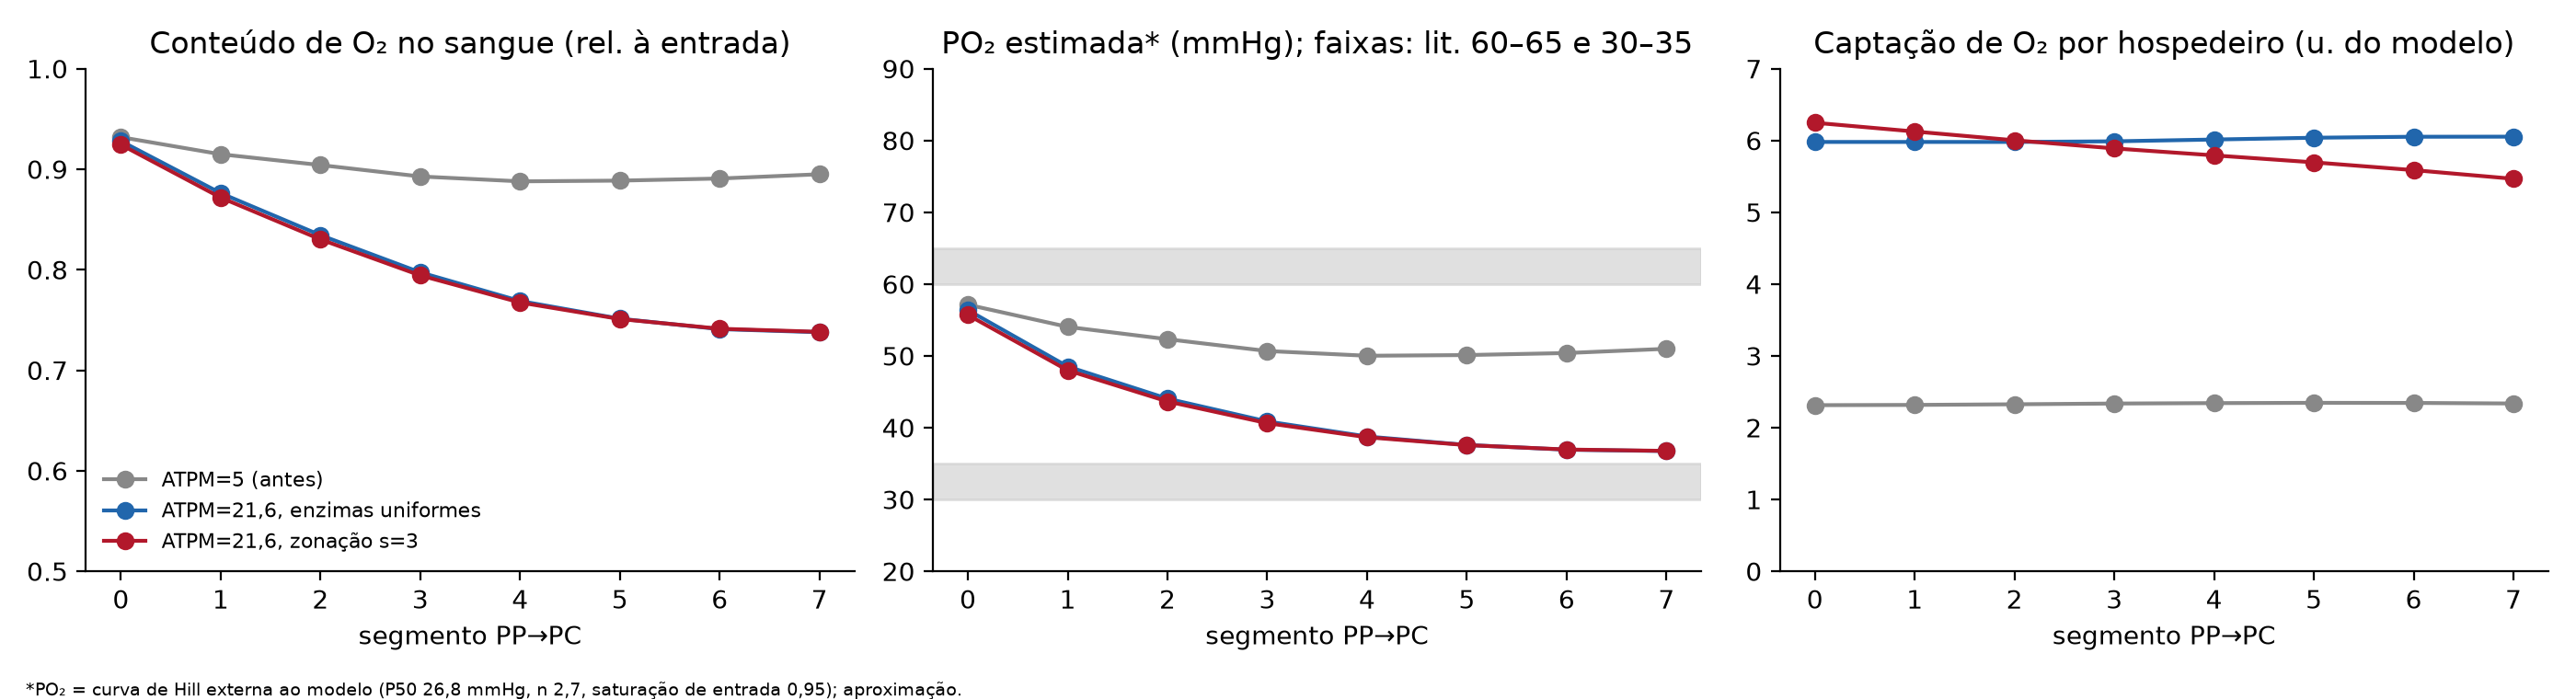 Conteúdo de O₂ no sangue (rel. à entrada)
1.0
0.9
0.8
0.7
0.6
0.5
ATPM=5 (antes)
ATPM=21,6, enzimas uniformes
ATPM=21,6, zonação s=3
0 1 2 3 4 5 6 7
segmento PP→PC
PO₂ estimada* (mmHg); faixas: lit. 60–65 e 30–35
90
80
70
60
50
40
30
20
0 1 2 3 4 5 6 7
segmento PP→PC
Captação de O₂ por hospedeiro (u. do modelo)
7
6
5
4
3
2
1
0
0 1 2 3 4 5 6 7
segmento PP→PC
*PO₂ = curva de Hill externa ao modelo (P50 26,8 mmHg, n 2,7, saturação de entrada 0,95); aproximação.